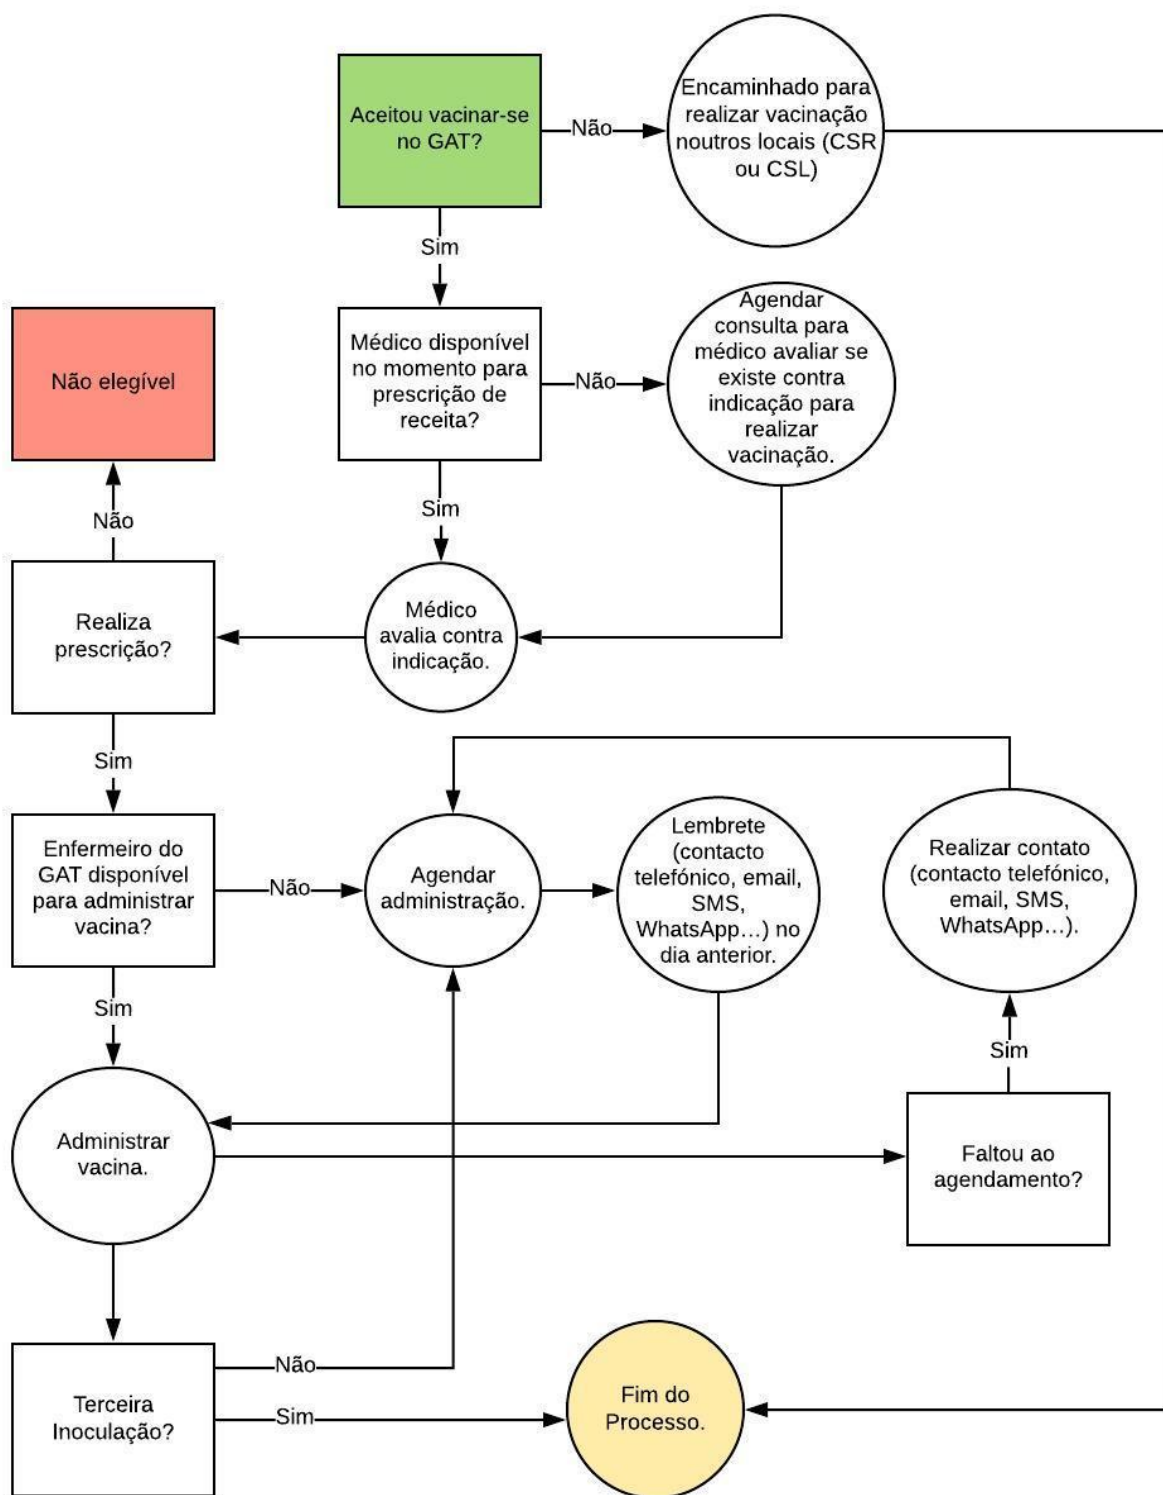 Encaminhado para
realizar vacinação
noutros locais (CSR
ou CSL)
Aceitou vacinar-se
no GAT?
Não
Sim
Agendar
consulta para
médico avaliar se
existe contra
indicação para
realizar
vacinação.
Médico disponível
no momento para
prescrição de
receita?
Não
Não elegível
Sim
Não
Médico
avalia contra
indicação.
Realiza
prescrição?
Sim
Enfermeiro do
GAT disponível
para administrar
vacina?
Não
Agendar
administração.
Lembrete
(contacto
telefónico, email,
SMS,
WhatsApp...) no
dia anterior.
Realizar contato
(contacto telefónico,
email, SMS,
WhatsApp...).
Sim
Sim
Administrar
vacina.
Faltou ao
agendamento?
Não
Terceira
Inoculação?
Sim
Fim do
Processo.